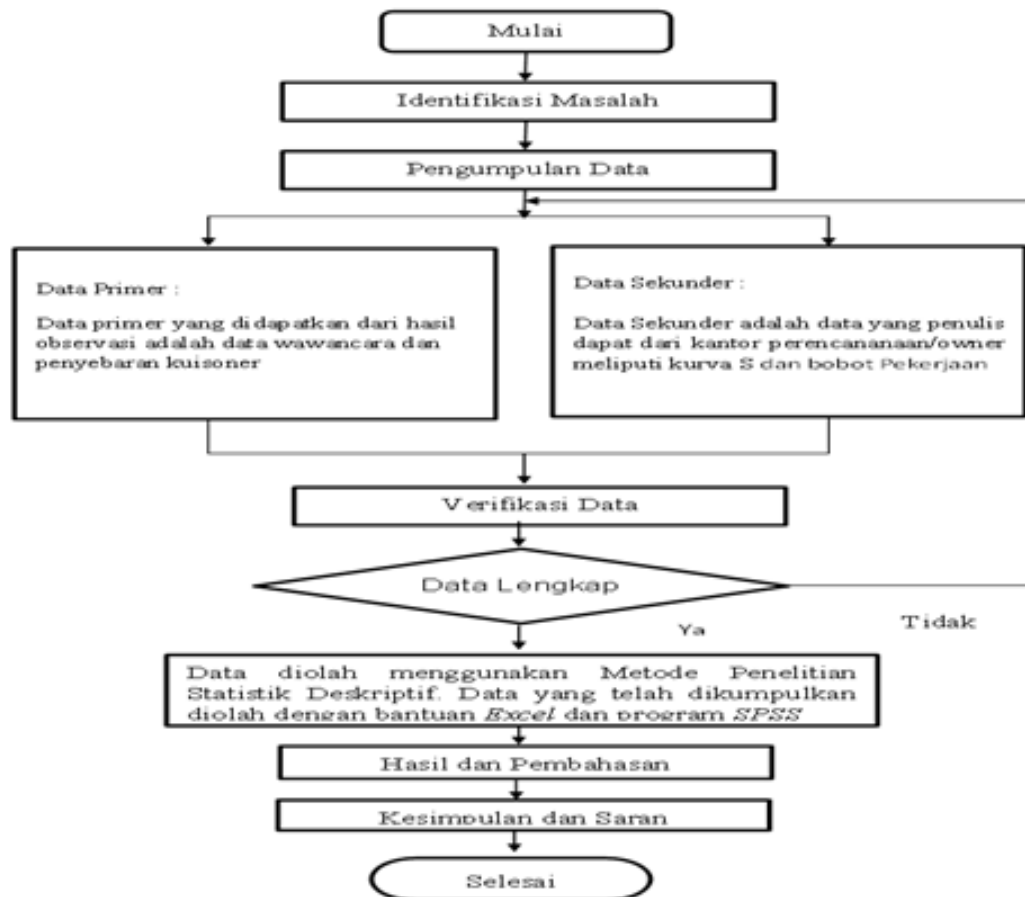 Mulai
Identifikasi Masalah
Pengumpulan Data
Data Primer :
Data primer yang didapatkan dari hasil
observasi adalah data wawancara dan
penyebaran kuisoner
Data Sekunder :
Data Sekunder adalah data yang penulis
dapat dari kantor perencananaan/owner
meliputi kurva S dan bobot Pekerjaan
Verifikasi Data
Data Lengkap
Ya
Tidak
Data diolah menggunakan Metode Penelitian
Statistik Deskriptif. Data yang telah dikumpulkan
diolah dengan bantuan Excel dan program SPSS
Hasil dan Pembahasan
Kesimpulan dan Saran
Selesai